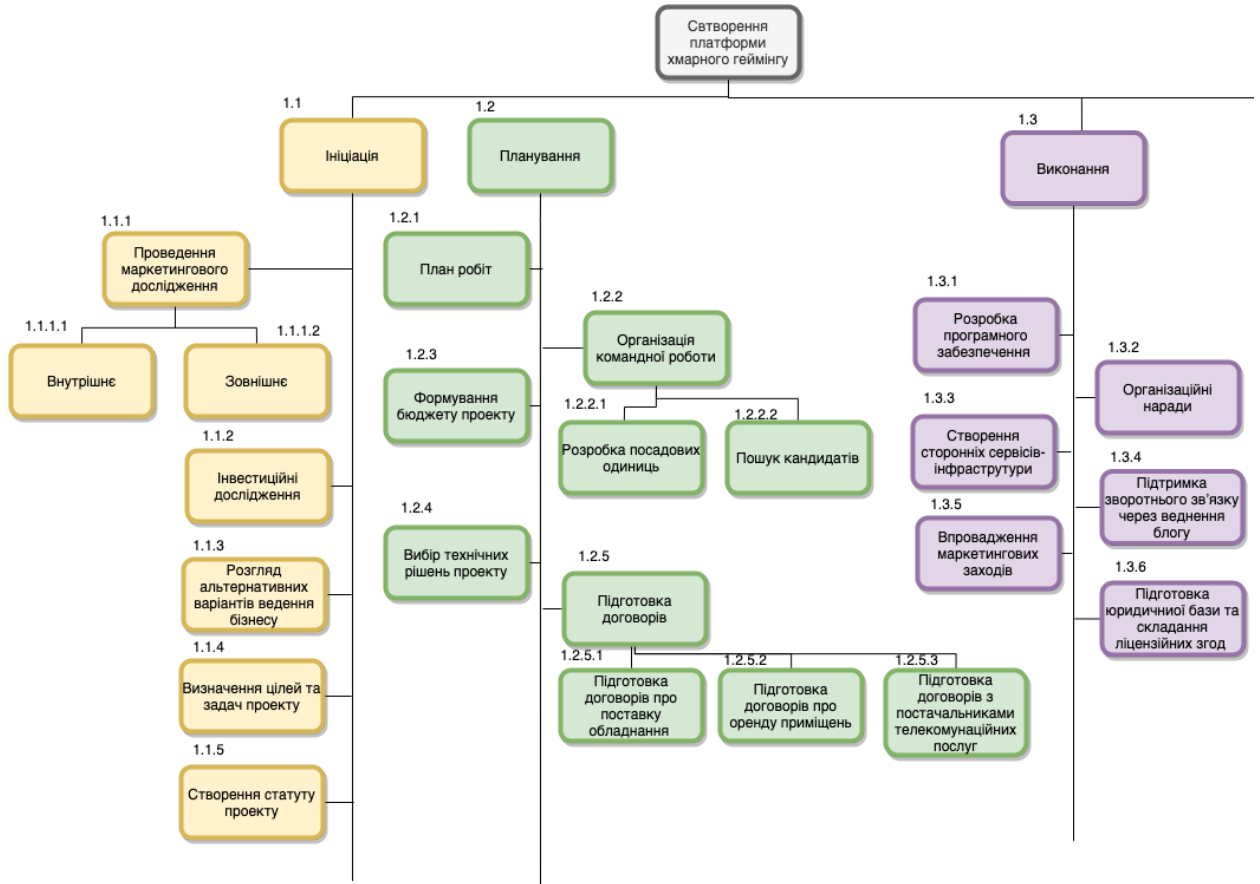 Свтворення
платформи
хмарного геймінгу
1.1
Ініціація
1.1.1
Проведення
маркетингового
дослідження
1.1.1.1
Внутрішнє
1.1.1.2
Зовнішнє
1.1.2
Інвестиційні
дослідження
1.1.3
Розгляд
альтернативних
варіантів ведення
бізнесу
1.1.4
Визначення цілей та
задач проекту
1.1.5
Створення статуту
проекту
1.2
Планування
1.2.1
План робіт
1.2.2
Організація
командної роботи
1.2.2.1
Розробка посадових
одиниць
1.2.2.2
Пошук кандидатів
1.2.3
Формування
бюджету проекту
1.2.4
Вибір технічних
рішень проекту
1.2.5
Підготовка
договорів
1.2.5.1
Підготовка
договорів про
поставку
обладнання
1.2.5.2
Підготовка
договорів про
оренду приміщень
1.2.5.3
Підготовка
договорів з
постачальниками
телекомунаційних
послуг
1.3
Виконання
1.3.1
Розробка
програмного
забезпечення
1.3.2
Організаційні
наради
1.3.3
Створення
сторонніх сервісів-
інфраструтури
1.3.4
Підтримка
зворотнього зв'язку
через веднення
блогу
1.3.5
Впровадження
маркетингових
заходів
1.3.6
Підготовка
юридичниої бази та
складання
ліцензійних згод